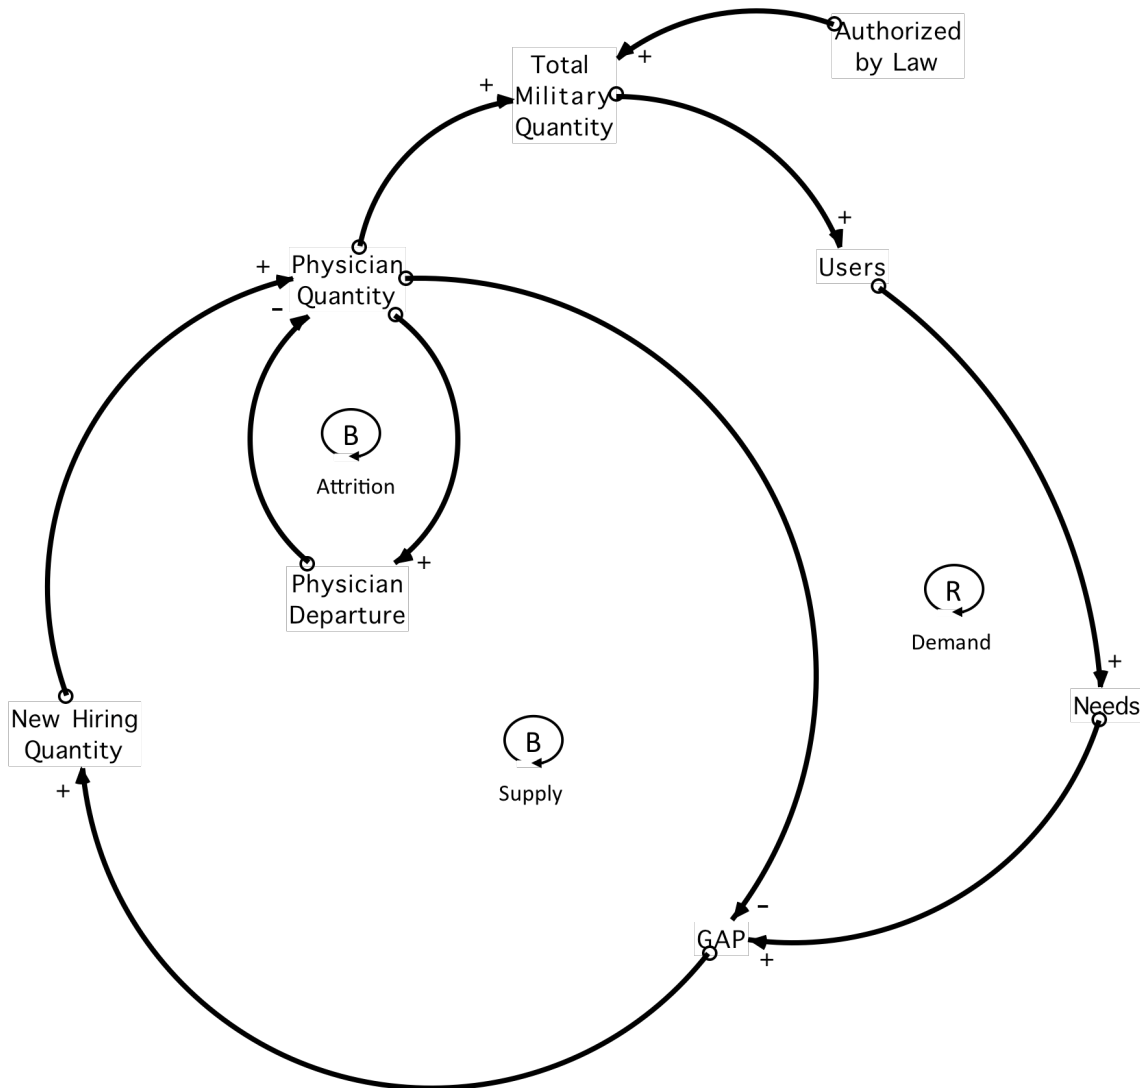 Authorized
by Law
+
Total
Military
Quantity
+
+
Users
+
Physician
Quantity
+
-
B
Attrition
Physician
Departure
+
R
Demand
+
Needs
New Hiring
Quantity
+
B
Supply
-
GAP
+